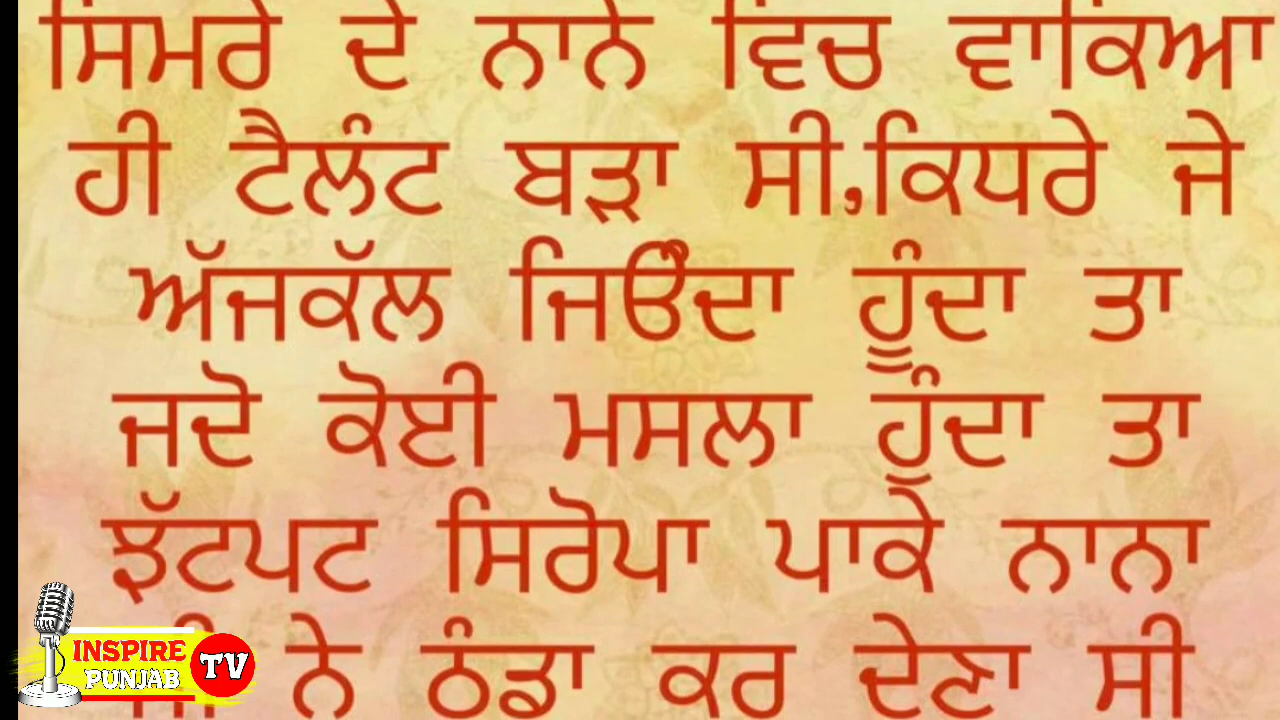 ਸਿਮਰੇ ਦੇ ਨਾਨੇ ਵਿਚ ਵਾਕਿਆ
ਹੀ ਟੈਲੰਟ ਬੜਾ ਸੀ,ਕਿਧਰੇ ਜੇ
ਅੱਜਕੱਲ ਜਿਓਂਦਾ ਹੂੰਦਾ ਤਾ
ਜਦੋ ਕੋਈ ਮਸਲਾ ਹੁੰਦਾ ਤਾ
ਝੱਟਪਟ ਸਿਰੋਪਾ ਪਾਕੇ ਨਾਨਾ
ਨੇ ਠੰਡਾ ਕਰ ਦੇਣਾ ਸੀ
INSPIRE
PUNJAB
TV